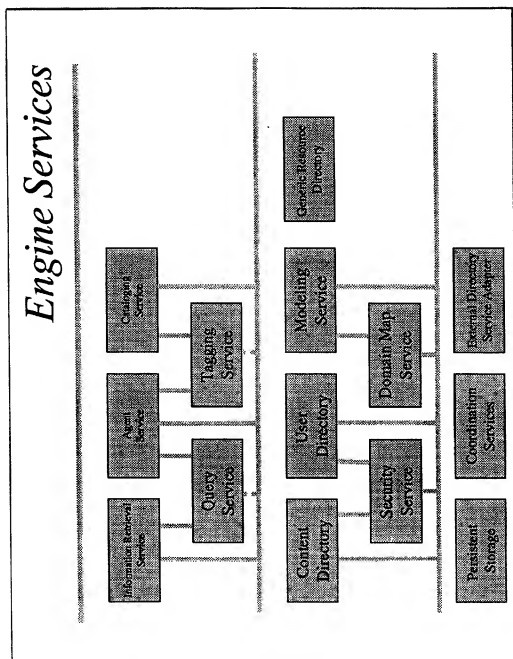 Engine Services
Information Retrieval
Service
Agent
Service
Cataloging
Service
Query
Service
Tagging
Service
Content
Directory
User
Directory
Modeling
Service
Generic Resource
Directory
Security
Service
Domain Map
Service
Persistent
Storage
Coordination
Services
External Directory
Service Adapter